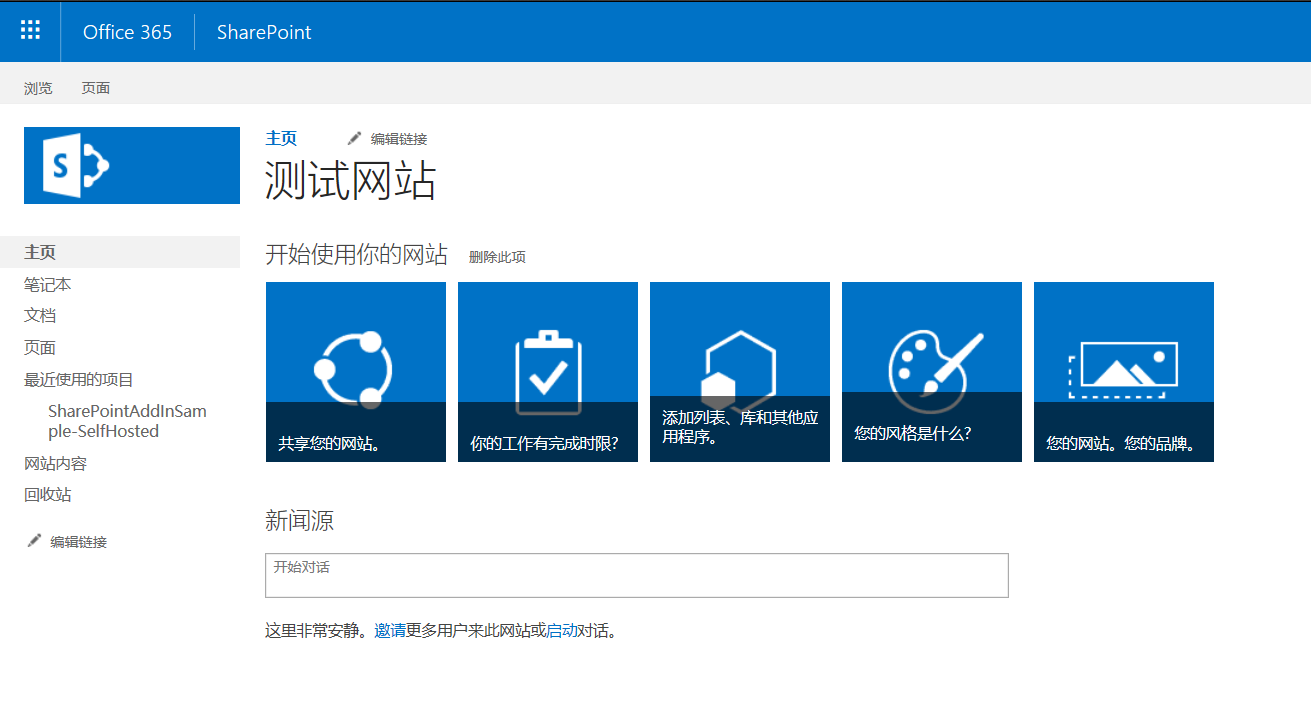 Office 365 SharePoint
浏览 页面
S
主页 编辑链接
测试网站
主页
笔记本
文档
页面
最近使用的项目
SharePointAddInSam
ple-SelfHosted
网站内容
回收站
编辑链接
开始使用你的网站 删除此项
共享您的网站。
你的工作有完成时限?
添加列表、库和其他应
用程序。
您的风格是什么?
您的网站。您的品牌。
新闻源
开始对话
这里非常安静。邀请更多用户来此网站或启动对话。